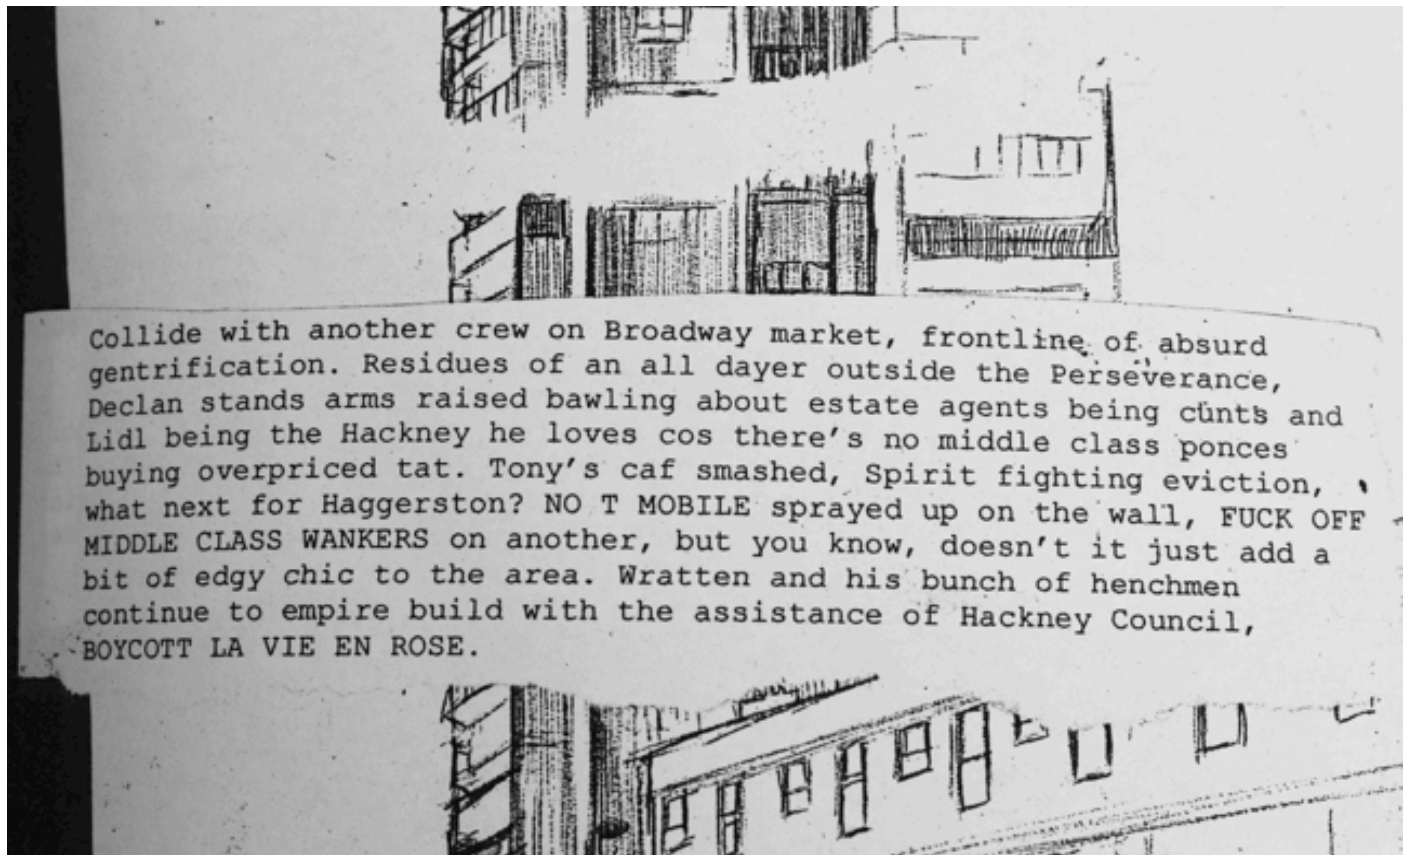 Collide with another crew on Broadway market, frontline of absurd
gentrification. Residues of an all dayer outside the Perseverance,
Declan stands arms raised bawling about estate agents being cunts and
Lidl being the Hackney he loves cos there's no middle class ponces
buying overpriced tat. Tony's caf smashed, Spirit fighting eviction,
what next for Haggerston? NO T MOBILE sprayed up on the wall, FUCK OFF
MIDDLE CLASS WANKERS on another, but you know, doesn't it just add a
bit of edgy chic to the area. Wratten and his bunch of henchmen
continue to empire build with the assistance of Hackney Council,
BOYCOTT LA VIE EN ROSE.